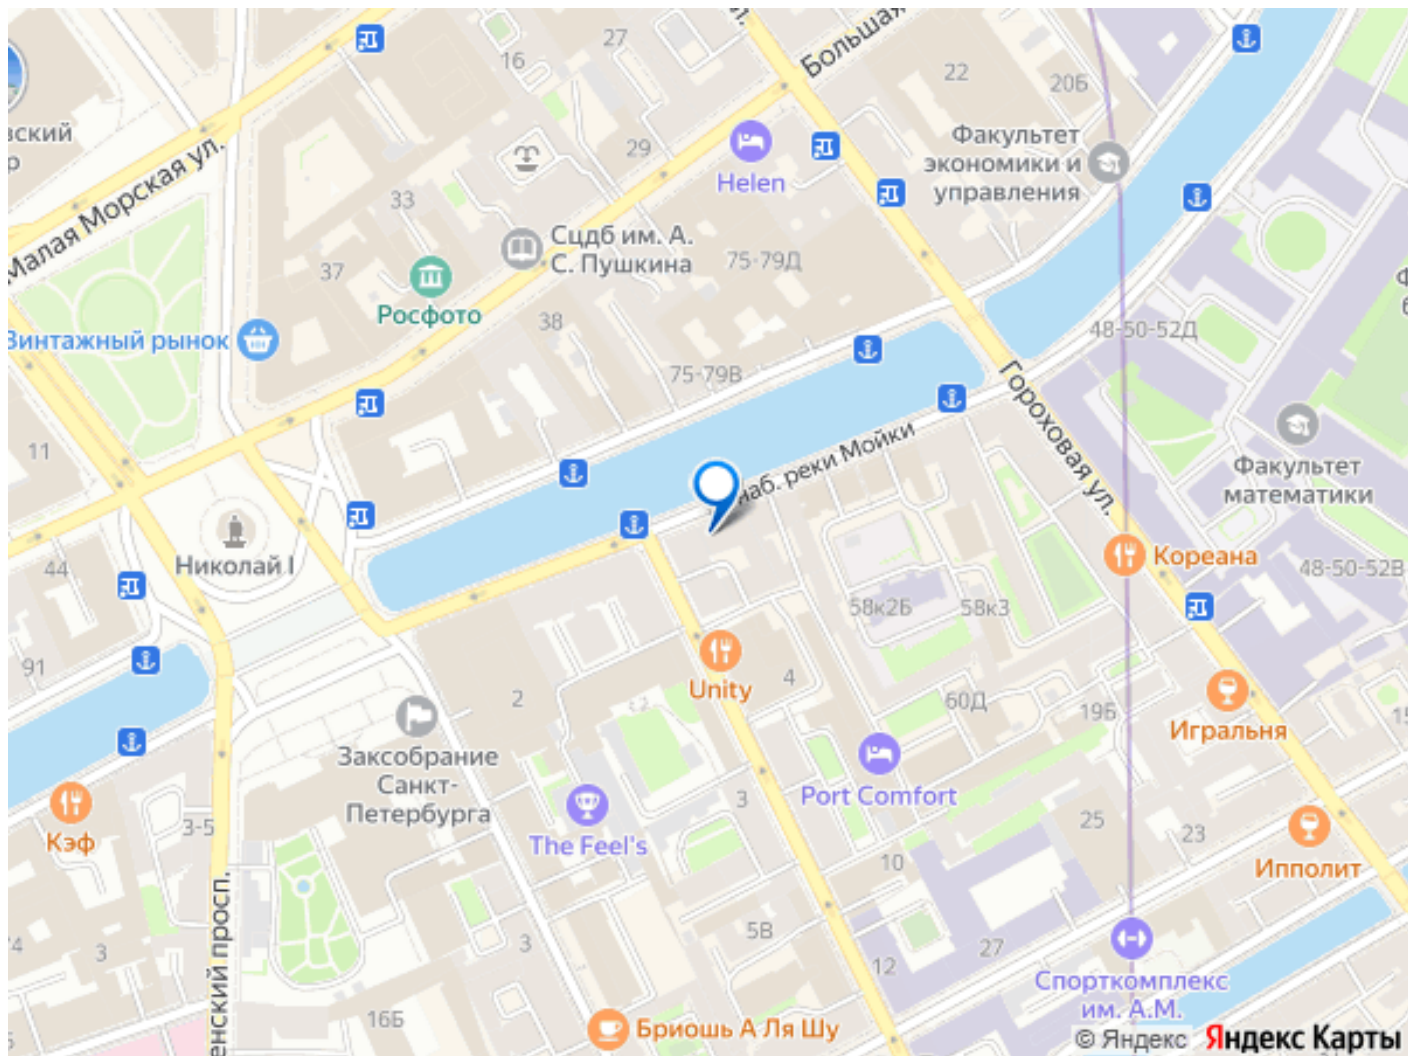 27
16
Большая
22
20Б
вский
р
Факультет
экономики и
управления
29
Helen
Малая Морская ул.
33
Сцдб им. А.
С. Пушкина
75-79Д
37
Росфото
38
48-50-52Д
Винтажный рынок
75-79В
Гороховая ул.
11
наб. реки Мойки
Факультет
математики
Николай I
44
Кореана
48-50-52В
58к2Б
58к3
91
2
Unity
4
60Д
19Б
15
Игральня
Заксобрание
Санкт-
Петербурга
Port Comfort
3
3-5
Кэф
The Feel's
25
23
Ипполит
10
енский просп.
74
3
3
5В
27
12
Спорткомплекс
им. А.М.
16Б
Бриошь А Ля Шу
© Яндекс Яндекс Карты